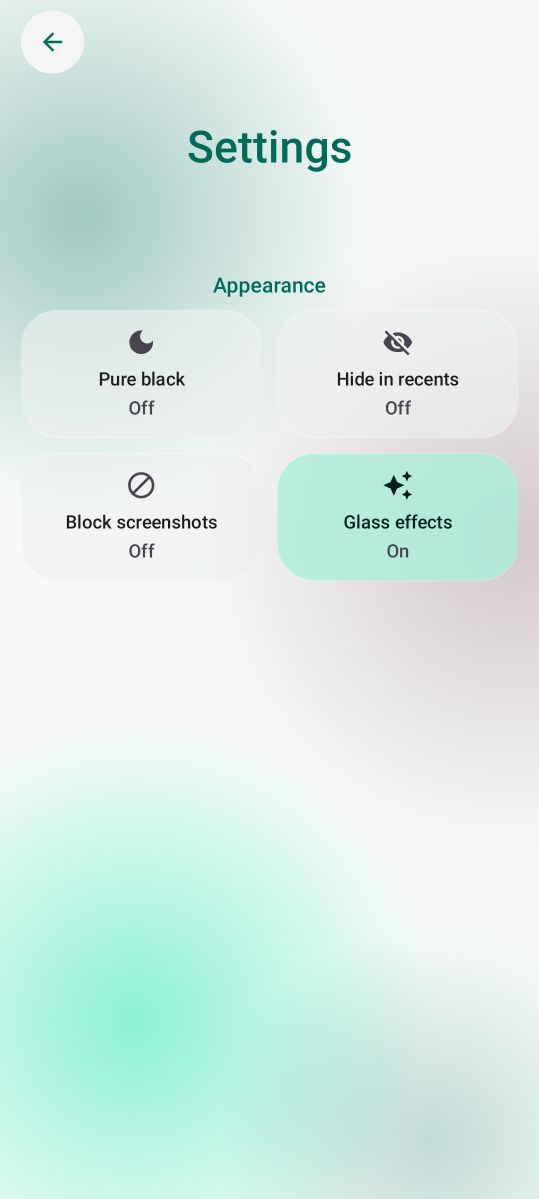 Settings
Appearance
Pure black
Off
Hide in recents
Off
Block screenshots
Off
Glass effects
On